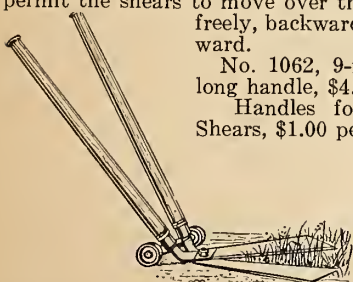 permit the shears to move over th
freely, backward
ward.
No. 1062, 9-
long handle, $4.
Handles fo
Shears, $1.00 pe